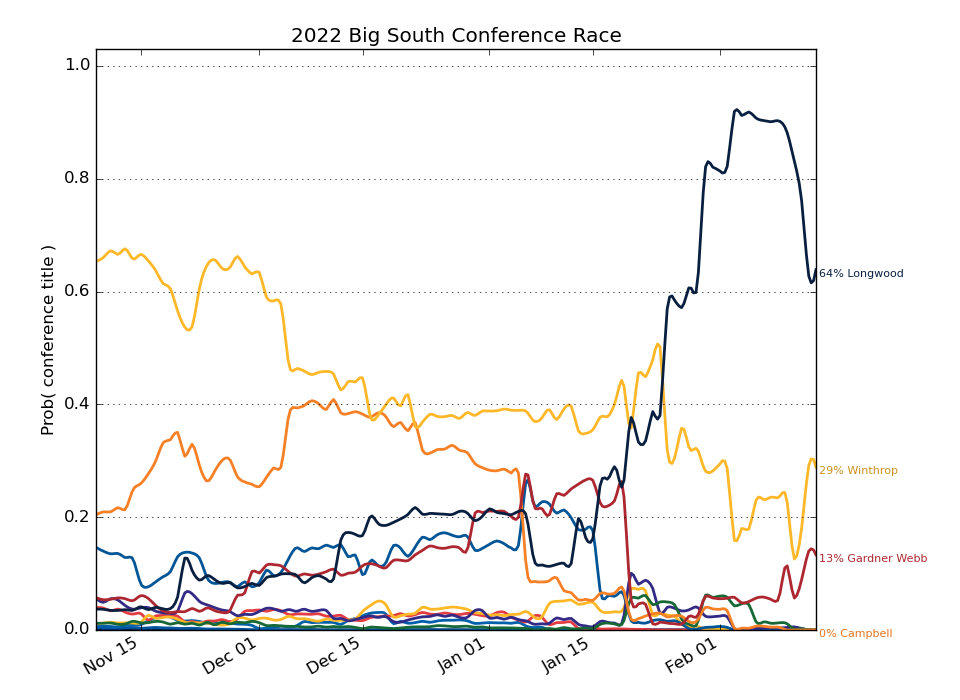 2022 Big South Conference Race
Prob( conference title )
1.0
0.8
0.6
0.4
0.2
0.0
64% Longwood
29% Winthrop
13% Gardner Webb
0% Campbell
Nov 15
Dec 01
Dec 15
Jan 01
Jan 15
Feb 01